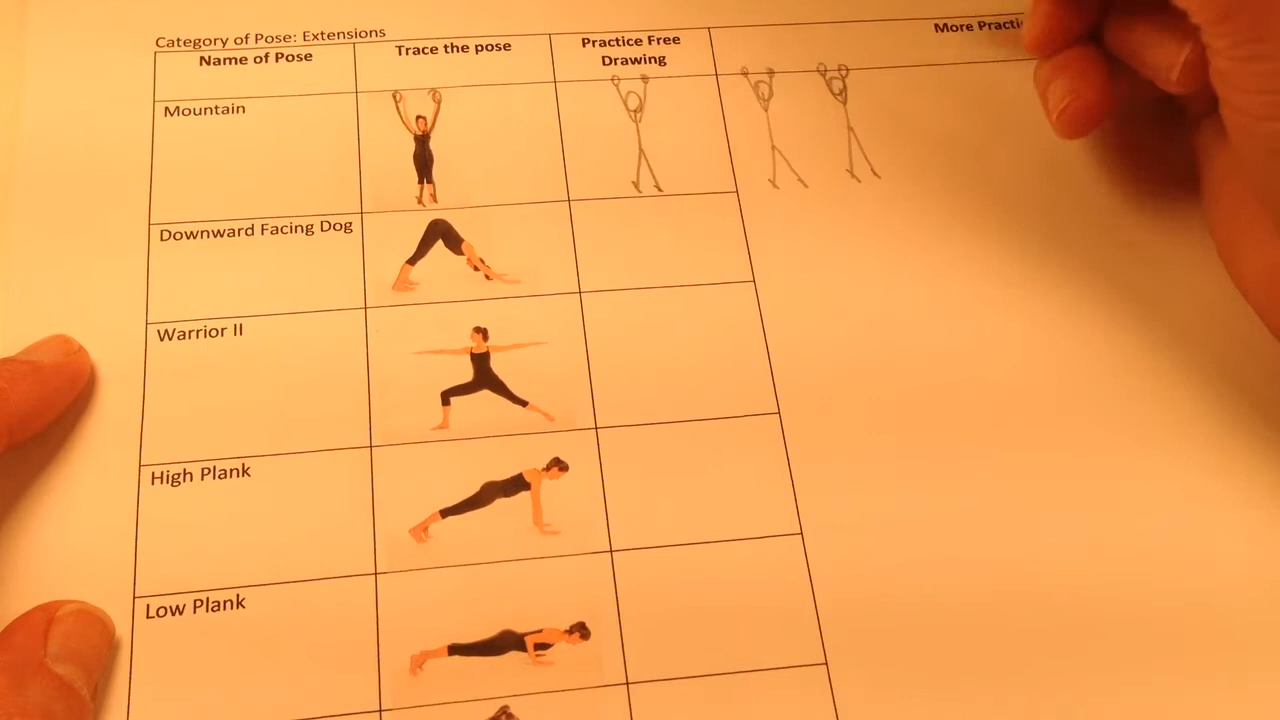 Category of Pose: Extensions
Name of Pose
Trace the pose
Practice Free
Drawing
More
Mountain
Downward Facing Dog
Warrior II
High Plank
Low Plank